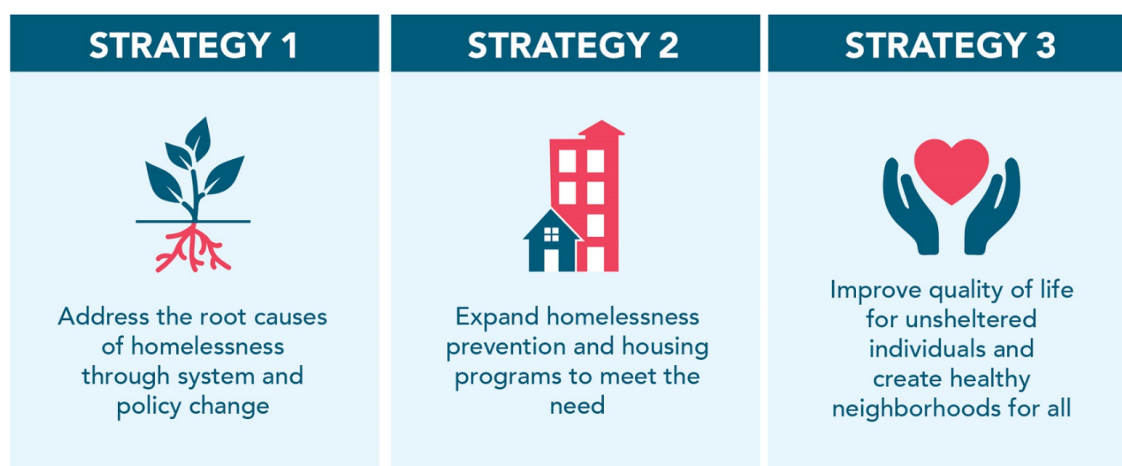 STRATEGY 1
Address the root causes
of homelessness
through system and
policy change
STRATEGY 2
Expand homelessness
prevention and housing
programs to meet the
need
STRATEGY 3
Improve quality of life
for unsheltered
individuals and
create healthy
neighborhoods for all